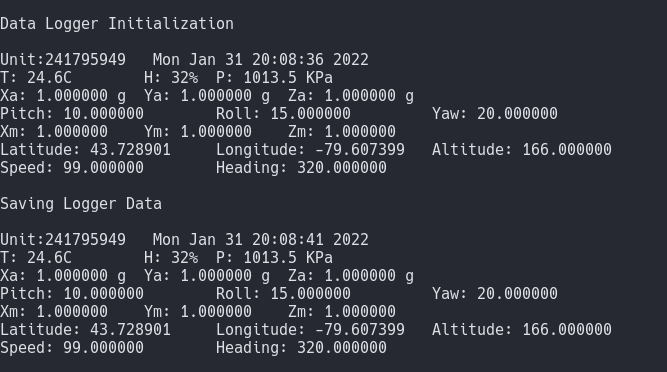 Data Logger Initialization
Unit:241795949   Mon Jan 31 20:08:36 2022
T: 24.6C        H: 32%  P: 1013.5 KPa
Xa: 1.000000 g  Ya: 1.000000 g  Za: 1.000000 g
Pitch: 10.000000        Roll: 15.000000         Yaw: 20.000000
Xm: 1.000000    Ym: 1.000000    Zm: 1.000000
Latitude: 43.728901     Longitude: -79.607399   Altitude: 166.000000
Speed: 99.000000        Heading: 320.000000
Saving Logger Data
Unit:241795949   Mon Jan 31 20:08:41 2022
T: 24.6C        H: 32%  P: 1013.5 KPa
Xa: 1.000000 g  Ya: 1.000000 g  Za: 1.000000 g
Pitch: 10.000000        Roll: 15.000000         Yaw: 20.000000
Xm: 1.000000    Ym: 1.000000    Zm: 1.000000
Latitude: 43.728901     Longitude: -79.607399   Altitude: 166.000000
Speed: 99.000000        Heading: 320.000000